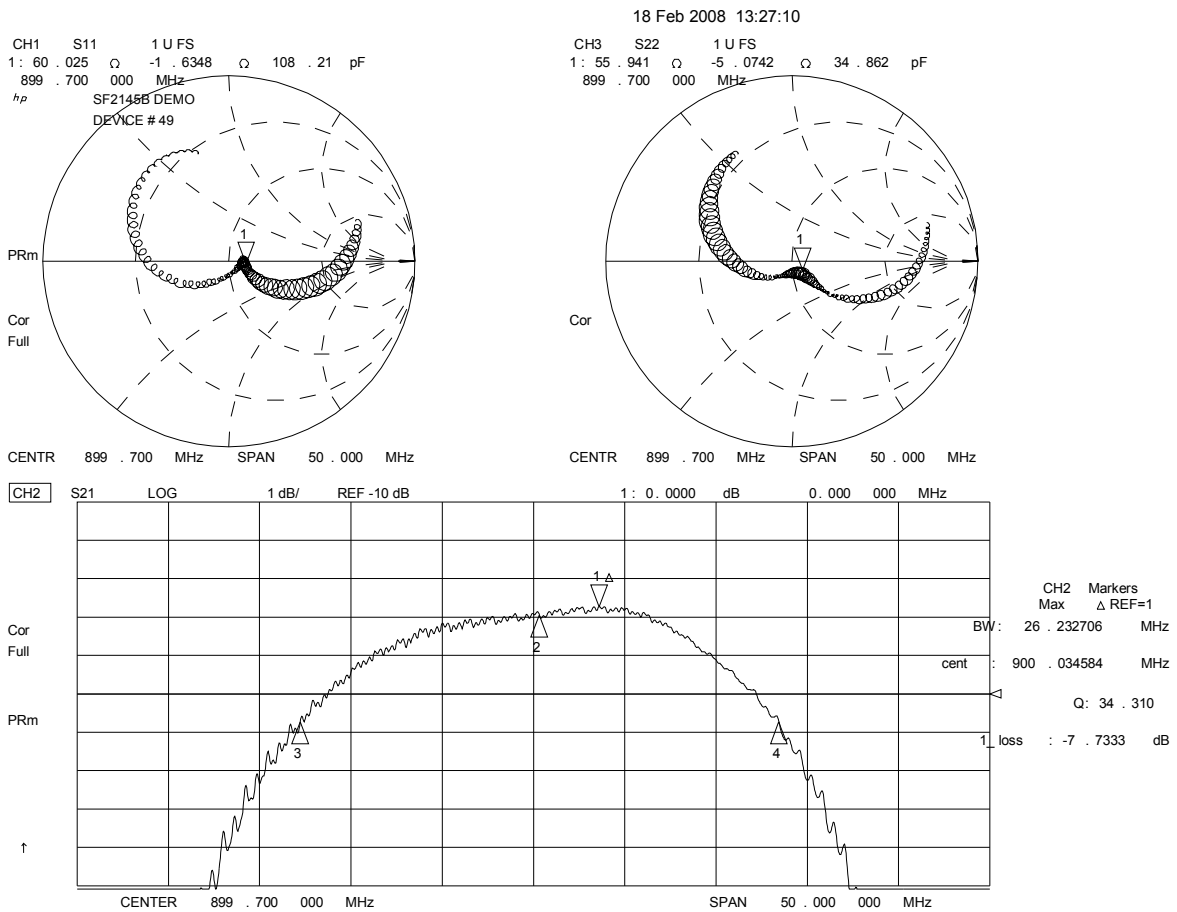 18 Feb 2008 13:27:10
CH1 S11 1 U FS
1 : 60 . 025 Ω -1 . 6348 Ω 108 . 21 pF
899 . 700 000 MHz
hp SF2145B DEMO
DEVICE # 49
1
PRm
Cor
Full
CENTR 899 . 700 MHz SPAN 50 . 000 MHz
CH3 S22 1 U FS
1 : 55 . 941 Ω -5 . 0742 Ω 34 . 862 pF
899 . 700 000 MHz
1
Cor
CENTR 899 . 700 MHz SPAN 50 . 000 MHz
CH2 S21 LOG 1 dB/ REF -10 dB 1 : 0 . 0000 dB 0 . 000 000 MHz
1
2
3
4
Cor
Full
PRm
CH2 Markers
Max Δ REF=1
BW : 26 . 232706 MHz
cent : 900 . 034584 MHz
Q: 34 . 310
1_ loss : -7 . 7333 dB
CENTER 899 . 700 000 MHz SPAN 50 . 000 000 MHz